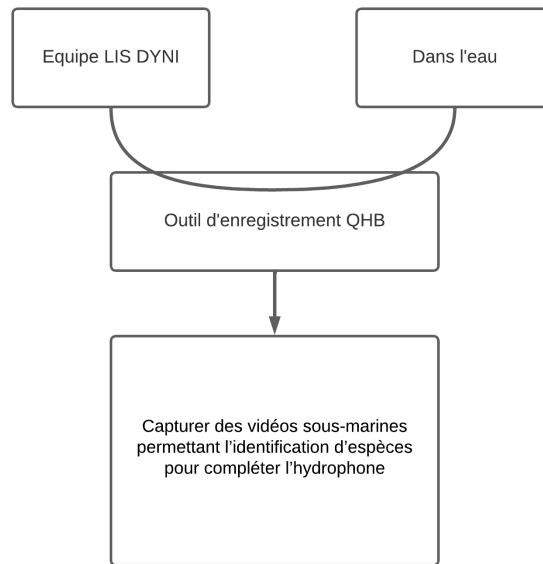 Equipe LIS DYNI
Dans l'eau
Outil d'enregistrement QHB
Capturer des vidéos sous-marines
permettant l’identification d’espèces
pour compléter l’hydrophone